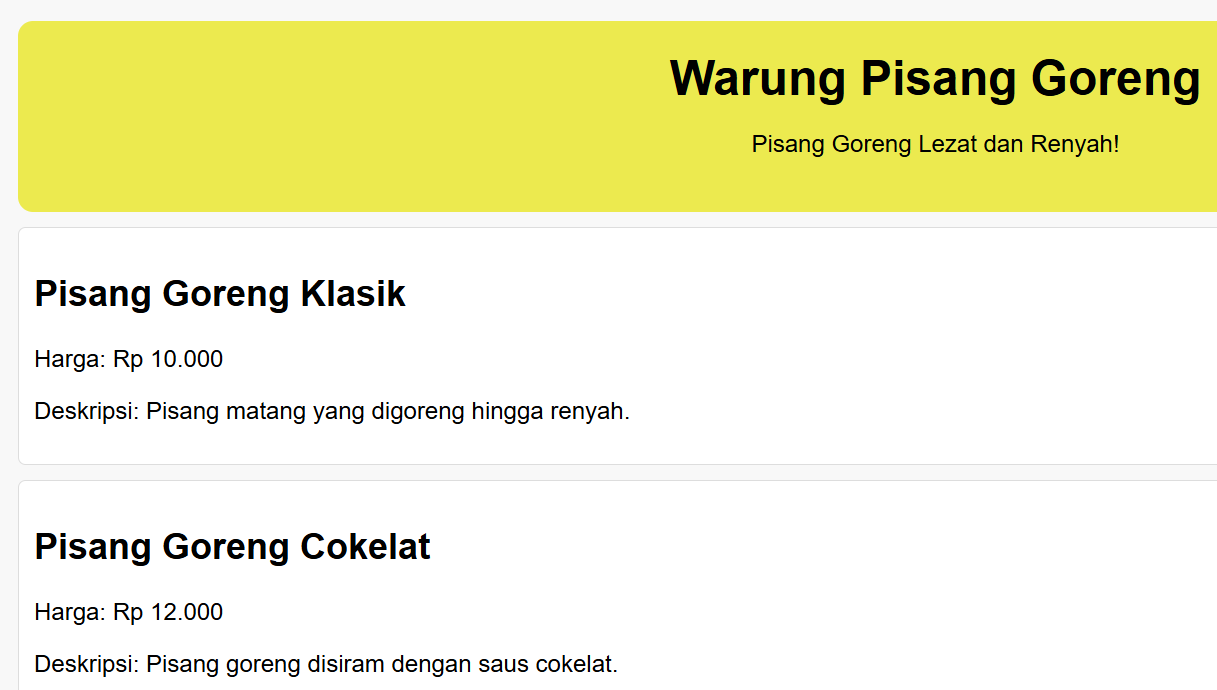 Warung Pisang Goreng
Pisang Goreng Lezat dan Renyah!
Pisang Goreng Klasik
Harga: Rp 10.000
Deskripsi: Pisang matang yang digoreng hingga renyah.
Pisang Goreng Cokelat
Harga: Rp 12.000
Deskripsi: Pisang goreng disiram dengan saus cokelat.